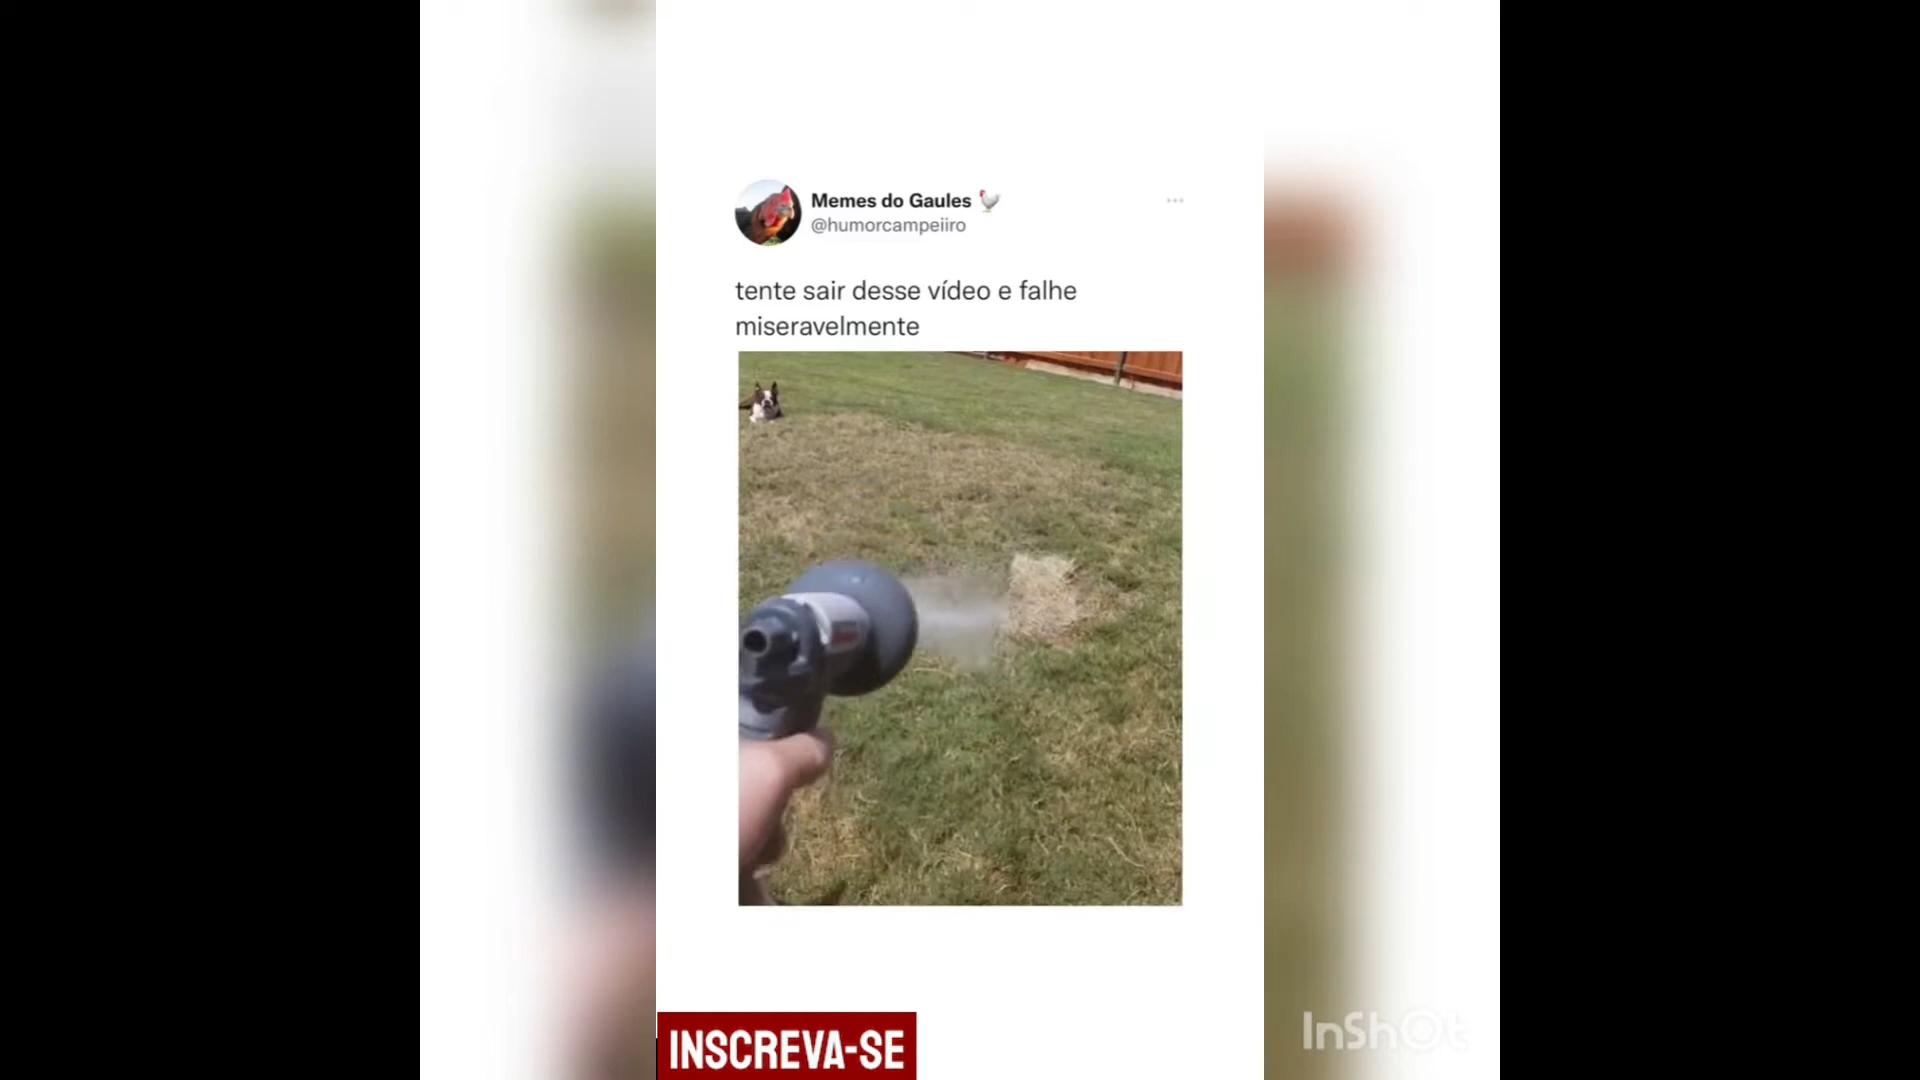 Memes do Gaules 🐓
@humorcampeiiro
tente sair desse vídeo e falhe
miseravelmente
INSCREVA-SE
InShOt